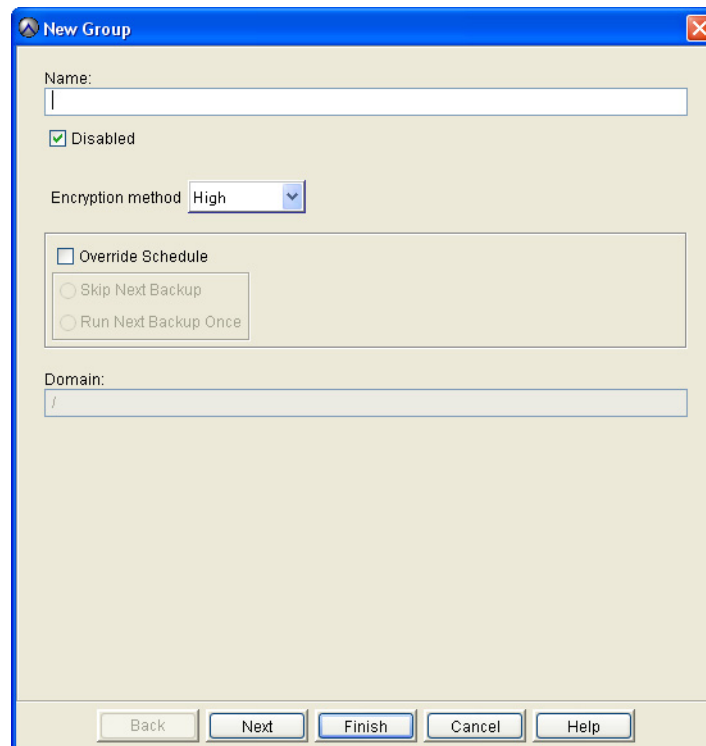 New Group
Name:
Disabled
Encryption method High
Override Schedule
Skip Next Backup
Run Next Backup Once
Domain:
/
Back Next Finish Cancel Help